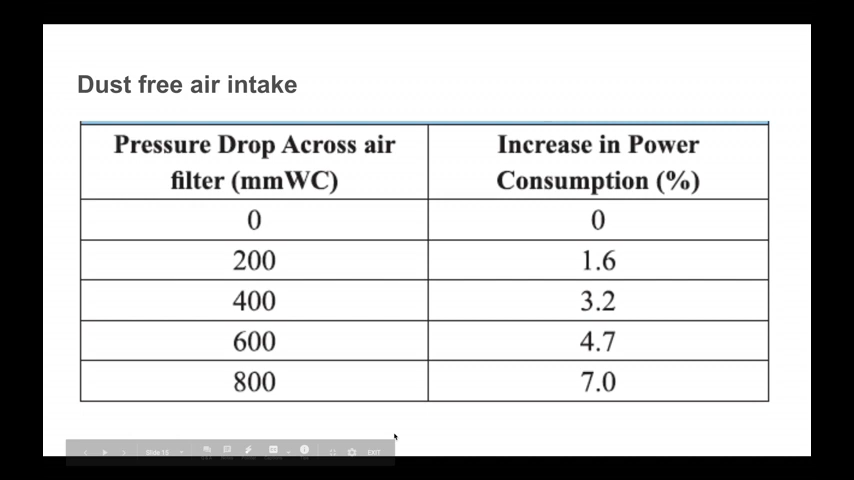 Dust free air intake
Pressure Drop Across air
filter (mmWC)
Increase in Power
Consumption (%)
0
0
200
1.6
400
3.2
600
4.7
800
7.0
EXIT